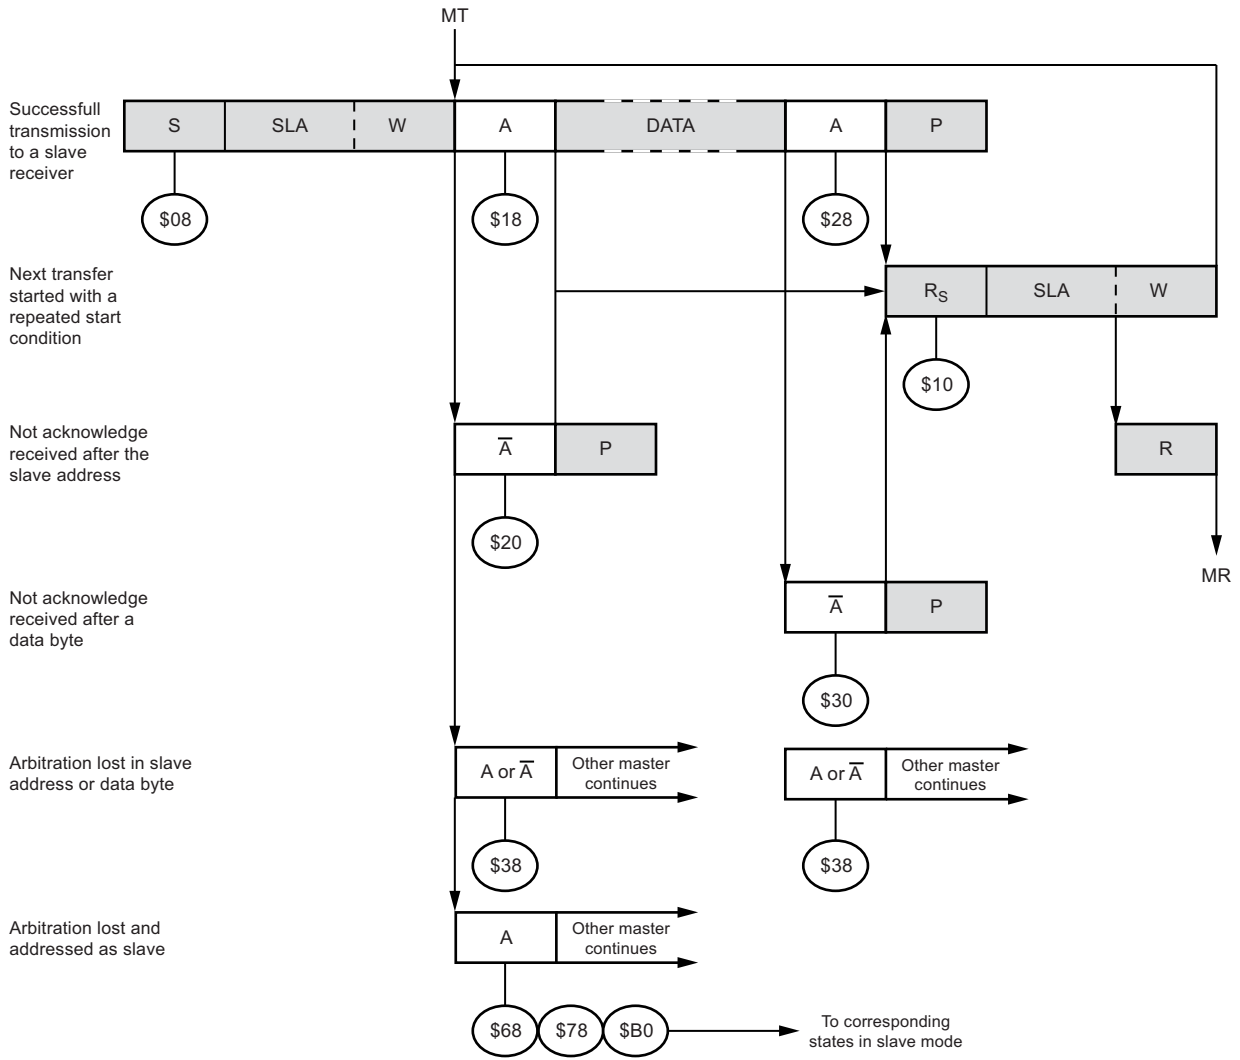 MT
Successfull
transmission
to a slave
receiver
S
SLA
W
A
DATA
A
P
$08
$18
$28
Next transfer
started with a
repeated start
condition
RS
SLA
W
$10
Not acknowledge
received after the
slave address
A̅
P
R
$20
MR
Not acknowledge
received after a
data byte
A̅
P
$30
Arbitration lost in slave
address or data byte
A or A̅
Other master
continues
A or A̅
Other master
continues
$38
$38
Arbitration lost and
addressed as slave
A
Other master
continues
$68
$78
$B0
To corresponding
states in slave mode